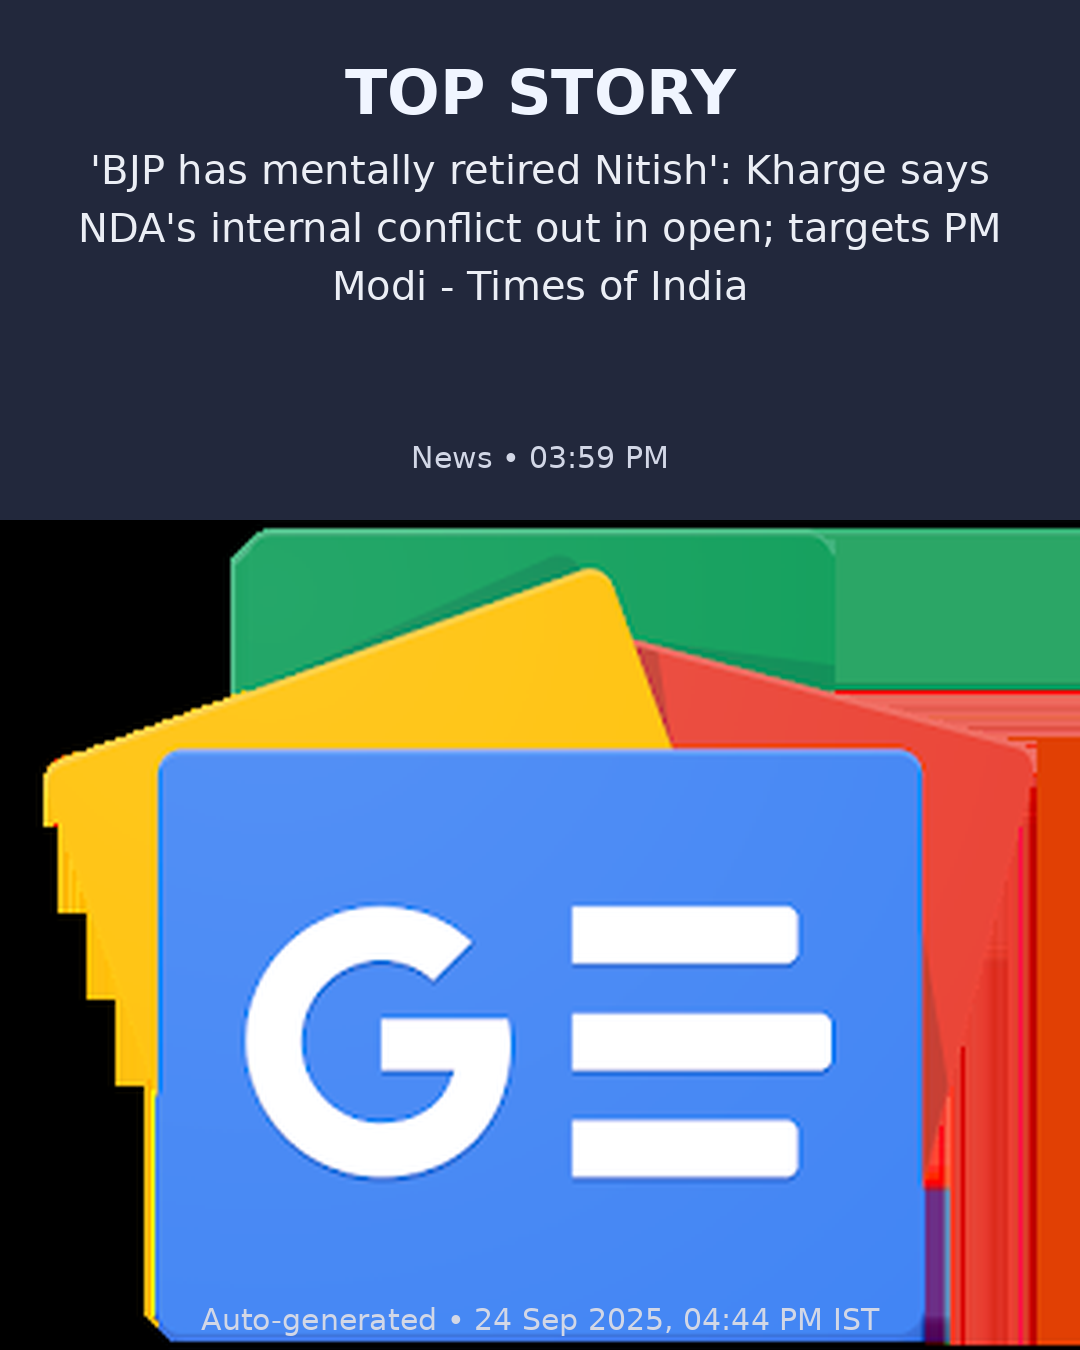 TOP STORY
'BJP has mentally retired Nitish': Kharge says
NDA's internal conflict out in open; targets PM
Modi - Times of India
News • 03:59 PM
G
Auto-generated • 24 Sep 2025, 04:44 PM IST